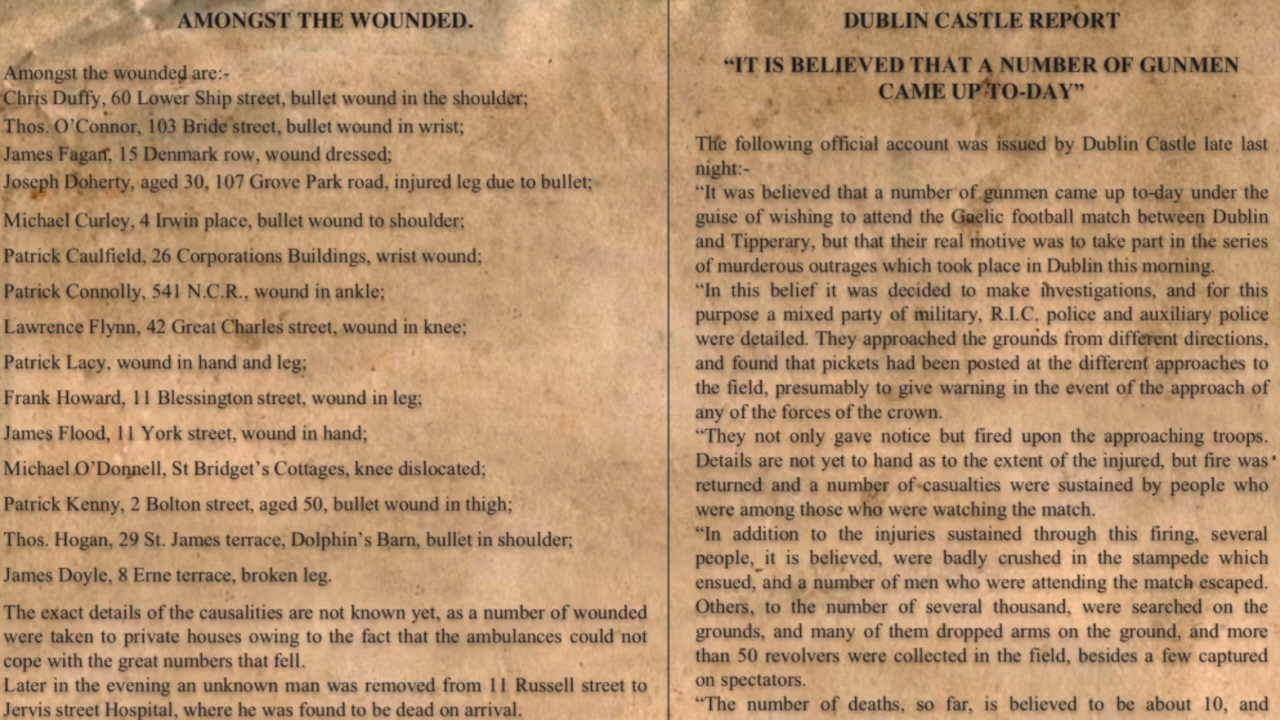 AMONGST THE WOUNDED.
Amongst the wounded are:-
Chris Duffy, 60 Lower Ship street, bullet wound in the shoulder;
Thos. O’Connor, 103 Bride street, bullet wound in wrist;
James Fagan, 15 Denmark row, wound dressed;
Joseph Doherty, aged 30, 107 Grove Park road, injured leg due to bullet;
Michael Curley, 4 Irwin place, bullet wound to shoulder;
Patrick Caulfield, 26 Corporations Buildings, wrist wound;
Patrick Connolly, 541 N.C.R., wound in ankle;
Lawrence Flynn, 42 Great Charles street, wound in knee;
Patrick Lacy, wound in hand and leg;
Frank Howard, 11 Blessington street, wound in leg;
James Flood, 11 York street, wound in hand;
Michael O’Donnell, St Bridget’s Cottages, knee dislocated;
Patrick Kenny, 2 Bolton street, aged 50, bullet wound in thigh;
Thos. Hogan, 29 St. James terrace, Dolphin’s Barn, bullet in shoulder;
James Doyle, 8 Erne terrace, broken leg.
The exact details of the causalities are not known yet, as a number of wounded
were taken to private houses owing to the fact that the ambulances could not
cope with the great numbers that fell.
Later in the evening an unknown man was removed from 11 Russell street to
Jervis street Hospital, where he was found to be dead on arrival.
DUBLIN CASTLE REPORT
“IT IS BELIEVED THAT A NUMBER OF GUNMEN
CAME UP TO-DAY”
The following official account was issued by Dublin Castle late last
night:-
“It was believed that a number of gunmen came up to-day under the
guise of wishing to attend the Gaelic football match between Dublin
and Tipperary, but that their real motive was to take part in the series
of murderous outrages which took place in Dublin this morning.
“In this belief it was decided to make investigations, and for this
purpose a mixed party of military, R.I.C. police and auxiliary police
were detailed. They approached the grounds from different directions,
and found that pickets had been posted at the different approaches to
the field, presumably to give warning in the event of the approach of
any of the forces of the crown.
“They not only gave notice but fired upon the approaching troops.
Details are not yet to hand as to the extent of the injured, but fire was
returned and a number of casualties were sustained by people who
were among those who were watching the match.
“In addition to the injuries sustained through this firing, several
people, it is believed, were badly crushed in the stampede which
ensued, and a number of men who were attending the match escaped.
Others, to the number of several thousand, were searched on the
grounds, and many of them dropped arms on the ground, and more
than 50 revolvers were collected in the field, besides a few captured
on spectators.
“The number of deaths, so far, is believed to be about 10, and